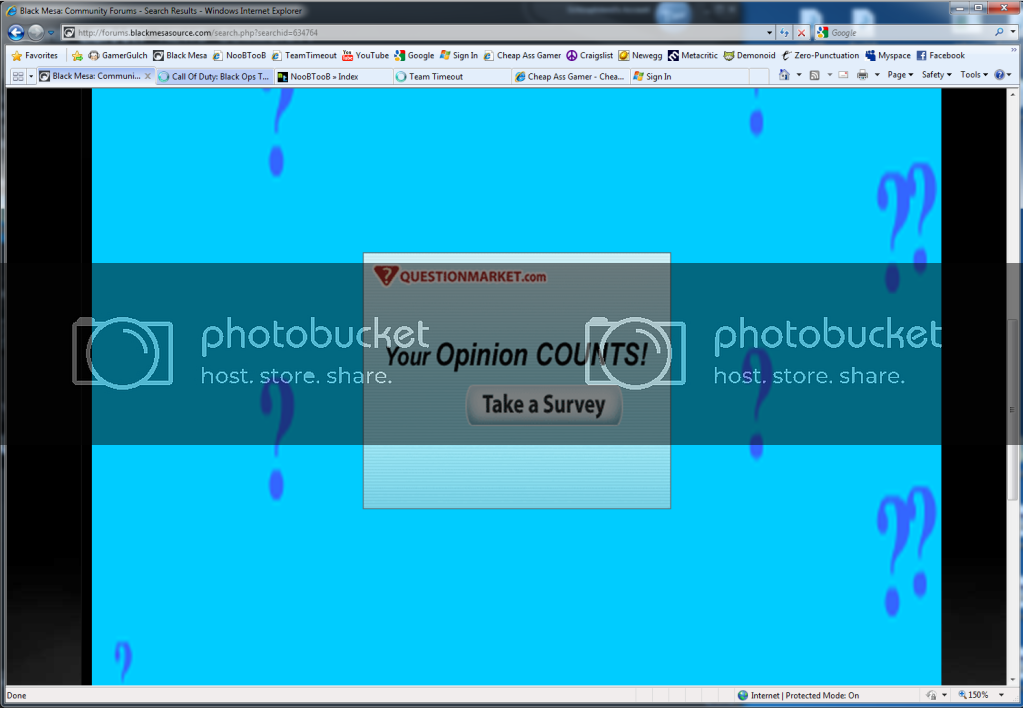 Black Mesa: Community Forums - Search Results - Windows Internet Explorer
http://forums.blackmesasource.com/search.php?searchid=634764
Google
Favorites GamerGulch Black Mesa NooBTooB TeamTimeout YouTube Google Sign In Cheap Ass Gamer Craigslist Newegg Metacritic Demonoid Zero-Punctuation Myspace Facebook
Black Mesa: Communi... Call Of Duty: Black Ops T... NooBTooB » Index Team Timeout Cheap Ass Gamer - Chea... Sign In Page Safety Tools
? ?
??
?QUESTIONMARKET.com
photobucket photobucket
Your Opinion COUNTS!
host. store. share. host. store. share.
Take a Survey
? ?
??
?
Done Internet | Protected Mode: On 150%